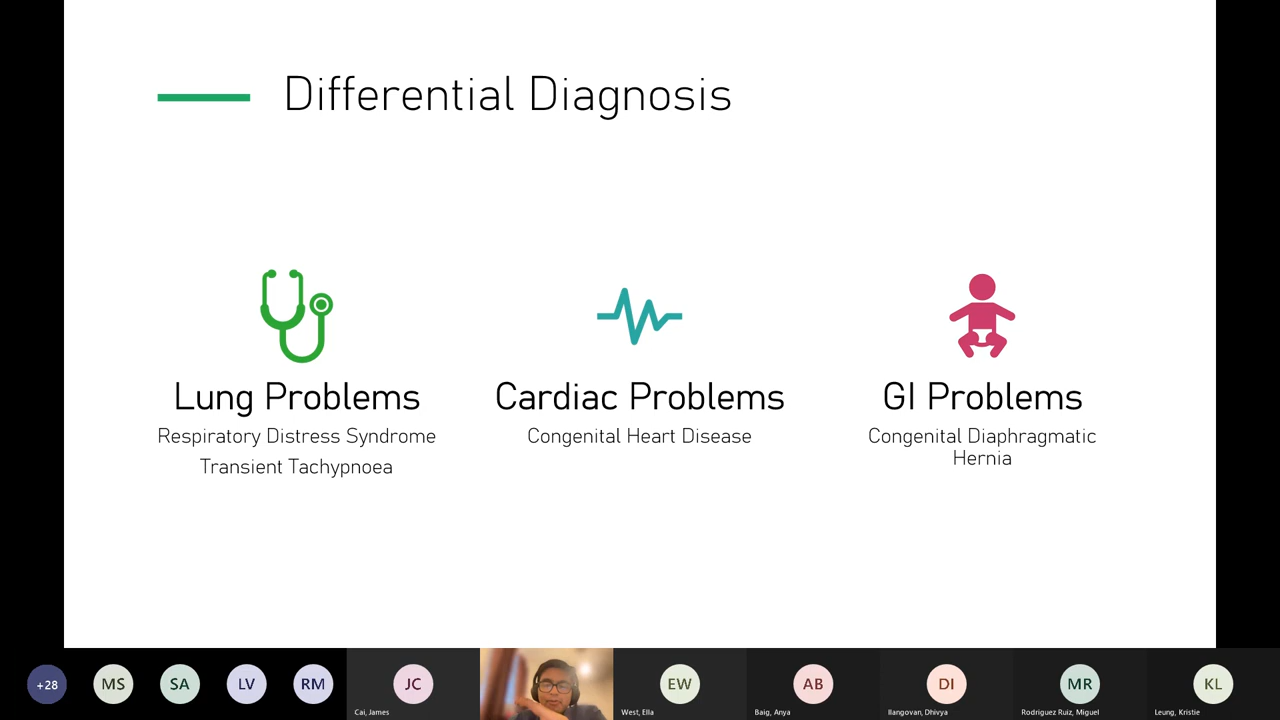 Differential Diagnosis
Lung Problems
Respiratory Distress Syndrome
Transient Tachypnoea
Cardiac Problems
Congenital Heart Disease
GI Problems
Congenital Diaphragmatic
Hernia
+28
MS
SA
LV
RM
JC
Cai, James
EW
West, Ella
AB
Baig, Anya
DI
Ilangovan, Dhivya
MR
Rodriguez Ruiz, Miguel
KL
Leung, Kristie